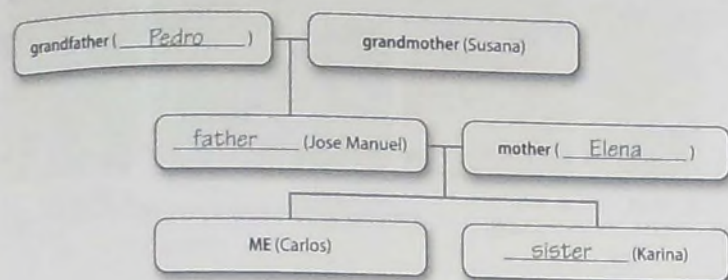 grandfather ( Pedro )
grandmother (Susana)
father (Jose Manuel)
mother ( Elena )
ME (Carlos)
sister (Karina)